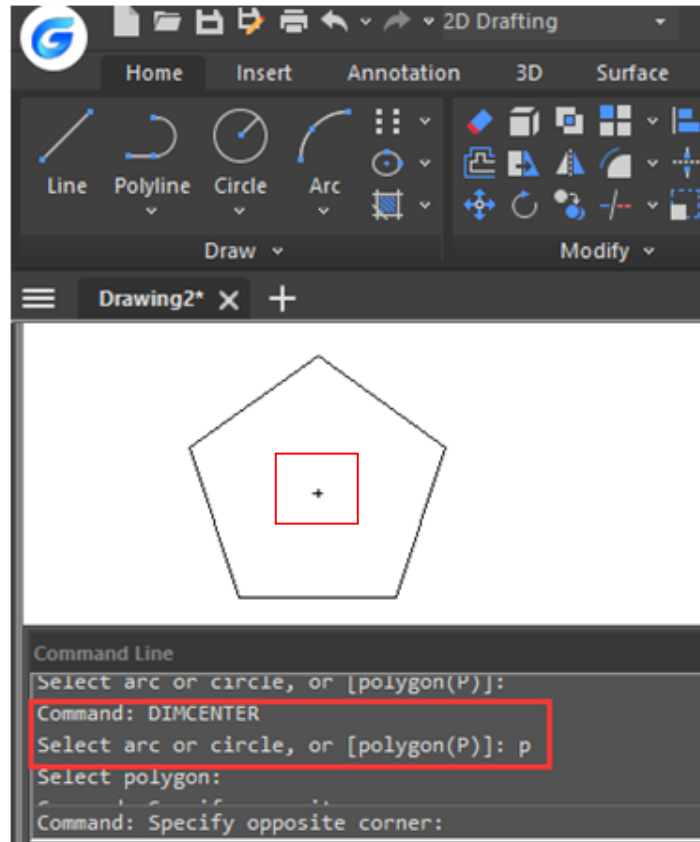 2D Drafting
Home Insert Annotation 3D Surface
Line Polyline Circle Arc
Draw Modify
Drawing2*
Command Line
Select arc or circle, or [polygon(P)]:
Command: DIMCENTER
Select arc or circle, or [polygon(P)]: p
Select polygon:
Command: Specify opposite corner: